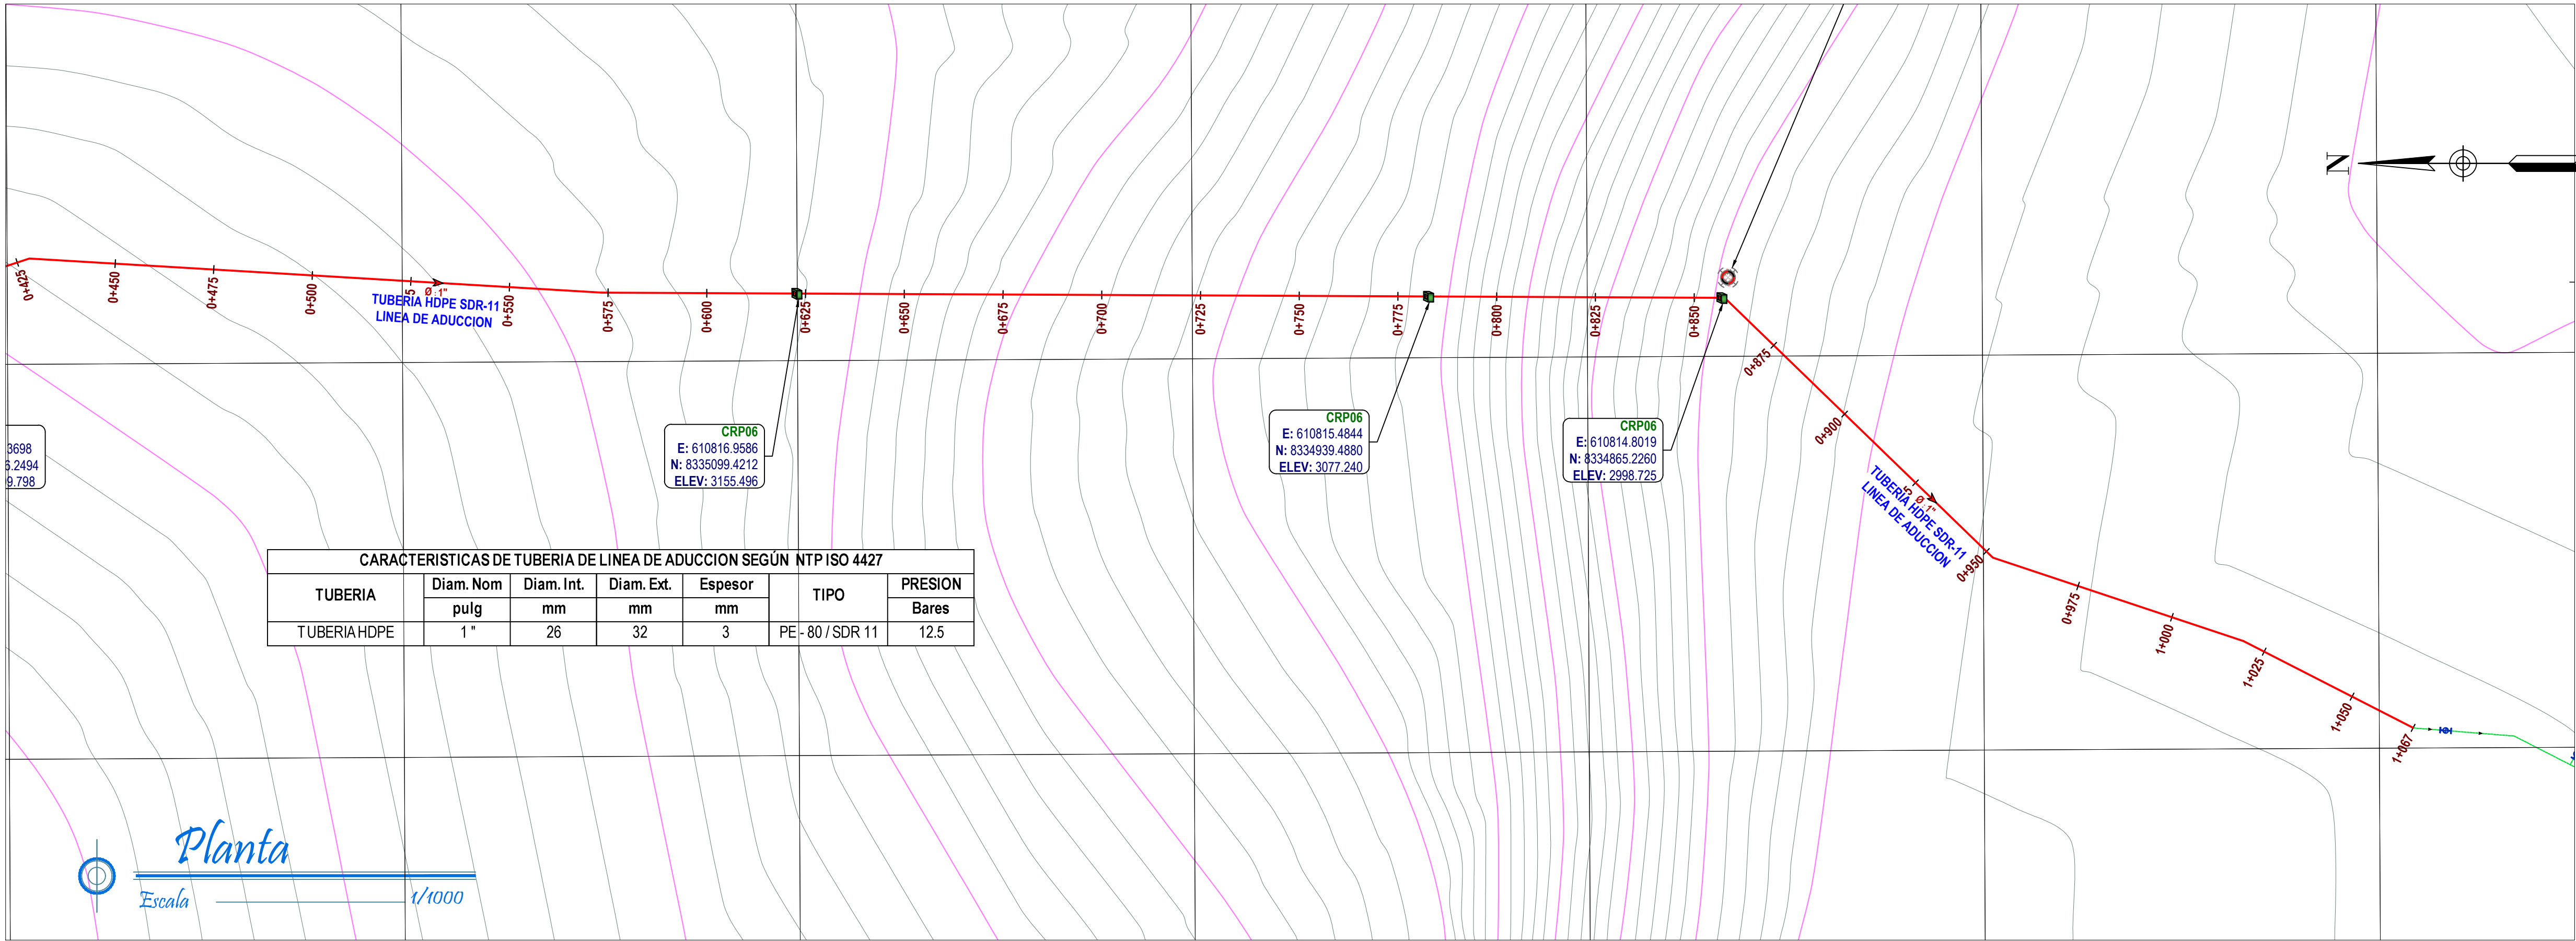 N
0+425
0+450
0+475
0+500
5
0+550
0+575
0+600
0+625
0+650
0+675
0+700
0+725
0+750
0+775
0+800
0+825
0+850
0+875
0+900
5
0+950
0+975
1+000
1+025
1+050
1+067
Ø :1"
TUBERIA HDPE SDR-11
LINEA DE ADUCCION
3698
6.2494
9.798
CRP06
E: 610816.9586
N: 8335099.4212
ELEV: 3155.496
CRP06
E: 610815.4844
N: 8334939.4880
ELEV: 3077.240
CRP06
E: 610814.8019
N: 8334865.2260
ELEV: 2998.725
Ø :1"
TUBERIA HDPE SDR-11
LINEA DE ADUCCION
CARACTERISTICAS DE TUBERIA DE LINEA DE ADUCCION SEGÚN NTP ISO 4427
TUBERIA Diam. Nom Diam. Int. Diam. Ext. Espesor TIPO PRESION
pulg mm mm mm Bares
TUBERIA HDPE 1 " 26 32 3 PE - 80 / SDR 11 12.5
Planta
Escala 1/1000